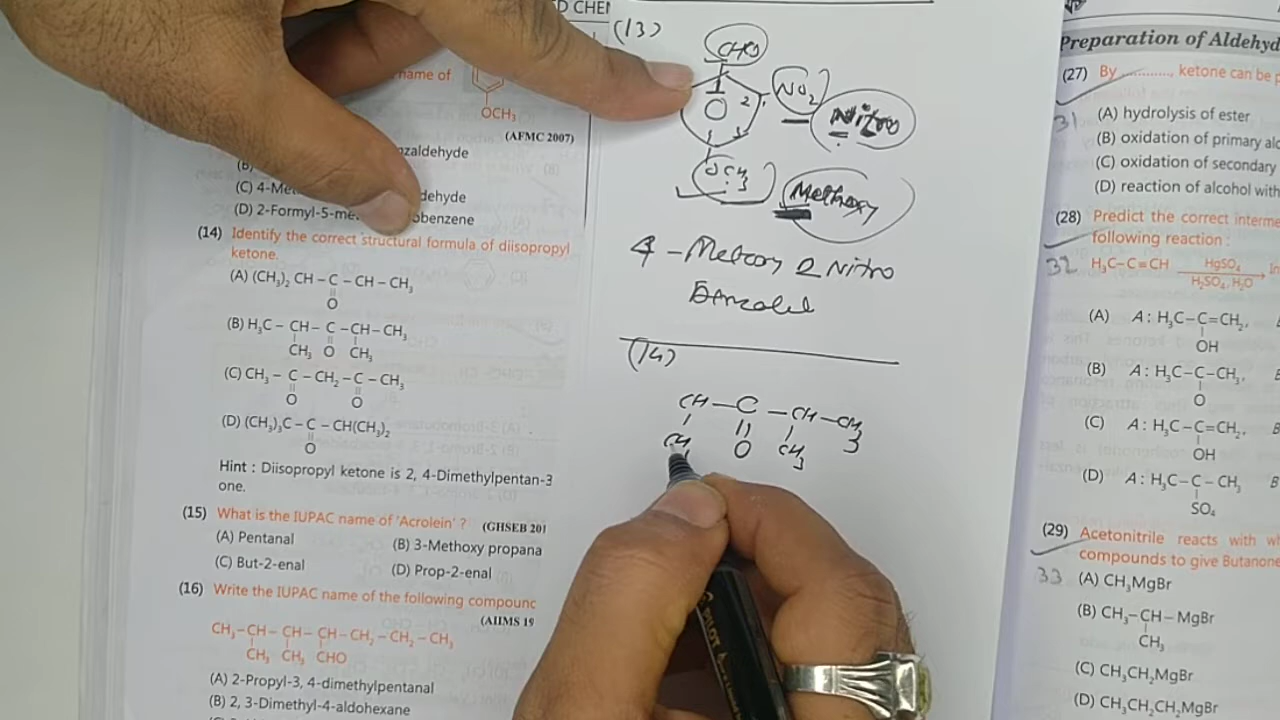 D CHEM
name of
OCH₃
(AFMC 2007)
nzaldehyde
(B)
(C) 4-Met
dehyde
(D) 2-Formyl-5-me
obenzene
(14) Identify the correct structural formula of diisopropyl
ketone.
(A) (CH₃)₂ CH – C – CH – CH₃
O
(B) H₃C – CH – C – CH – CH₃
CH₃ O CH₃
(C) CH₃ – C – CH₂ – C – CH₃
O O
(D) (CH₃)₃C – C – CH(CH₃)₂
O
Hint : Diisopropyl ketone is 2, 4-Dimethylpentan-3
one.
(15) What is the IUPAC name of 'Acrolein' ? (GHSEB 201
(A) Pentanal (B) 3-Methoxy propana
(C) But-2-enal (D) Prop-2-enal
(16) Write the IUPAC name of the following compounc
(AIIMS 19
CH₃–CH – CH – CH – CH₂ – CH₂ – CH₃
CH₃ CH₃ CHO
(A) 2-Propyl-3, 4-dimethylpentanal
(B) 2, 3-Dimethyl-4-aldohexane
(13)
CHO
1
2
NO₂ Nitro
3
OCH₃ Methoxy
4 – Metoxy 2 Nitro
(14)
CH – C – CH – CH₃
CH O CH₃
Preparation of Aldehyd
(27) By ..........., ketone can be p
31
(A) hydrolysis of ester
(B) oxidation of primary alc
(C) oxidation of secondary
(D) reaction of alcohol with
(28) Predict the correct interme
following reaction :
32
H₃C–C≡CH HgSO₄ H₂SO₄, H₂O In
(A) A : H₃C–C=CH₂,
OH
(B) A : H₃C–C–CH₃,
O
(C) A : H₃C–C=CH₂,
OH
(D) A : H₃C–C – CH₃
SO₄
(29) Acetonitrile reacts with wh
compounds to give Butanone
33
(A) CH₃MgBr
(B) CH₃–CH – MgBr
CH₃
(C) CH₃CH₂MgBr
(D) CH₃CH₂CH₂MgBr